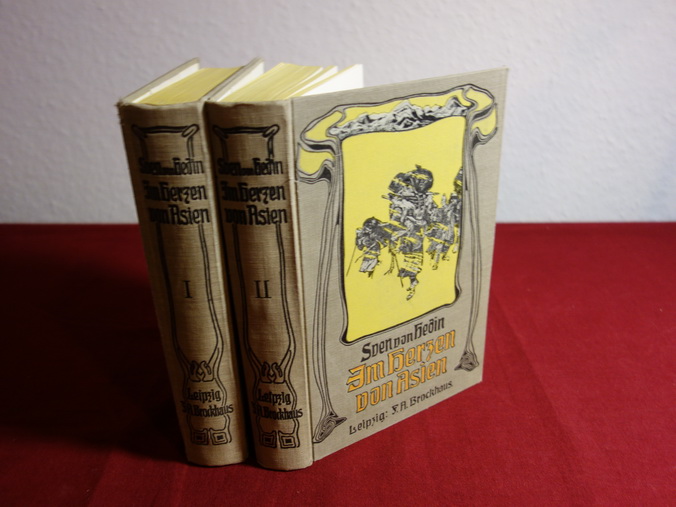 Sven von Hedin
Im Herzen
von Asien
I
Leipzig
F.A. Brockhaus
Sven von Hedin
Im Herzen
von Asien
II
Leipzig
F.A. Brockhaus
Sven von Hedin
Im Herzen
von Asien
Leipzig: F. A. Brockhaus.